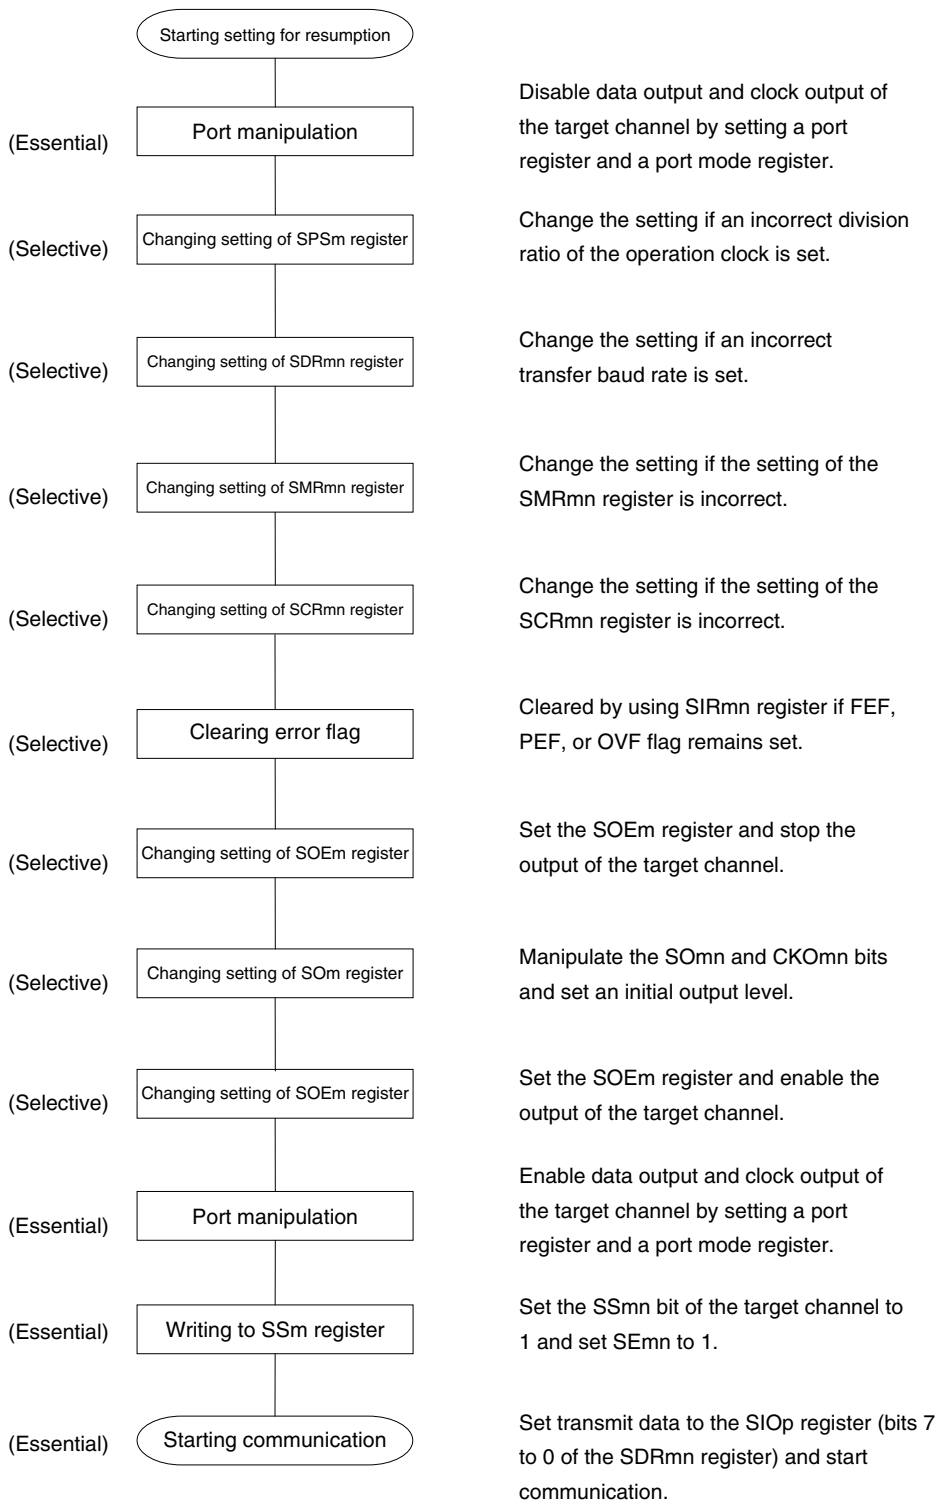 Starting setting for resumption
(Essential)
Port manipulation
Disable data output and clock output of
the target channel by setting a port
register and a port mode register.
(Selective)
Changing setting of SPSm register
Change the setting if an incorrect division
ratio of the operation clock is set.
(Selective)
Changing setting of SDRmn register
Change the setting if an incorrect
transfer baud rate is set.
(Selective)
Changing setting of SMRmn register
Change the setting if the setting of the
SMRmn register is incorrect.
(Selective)
Changing setting of SCRmn register
Change the setting if the setting of the
SCRmn register is incorrect.
(Selective)
Clearing error flag
Cleared by using SIRmn register if FEF,
PEF, or OVF flag remains set.
(Selective)
Changing setting of SOEm register
Set the SOEm register and stop the
output of the target channel.
(Selective)
Changing setting of SOm register
Manipulate the SOmn and CKOmn bits
and set an initial output level.
(Selective)
Changing setting of SOEm register
Set the SOEm register and enable the
output of the target channel.
(Essential)
Port manipulation
Enable data output and clock output of
the target channel by setting a port
register and a port mode register.
(Essential)
Writing to SSm register
Set the SSmn bit of the target channel to
1 and set SEmn to 1.
(Essential)
Starting communication
Set transmit data to the SIOp register (bits 7
to 0 of the SDRmn register) and start
communication.